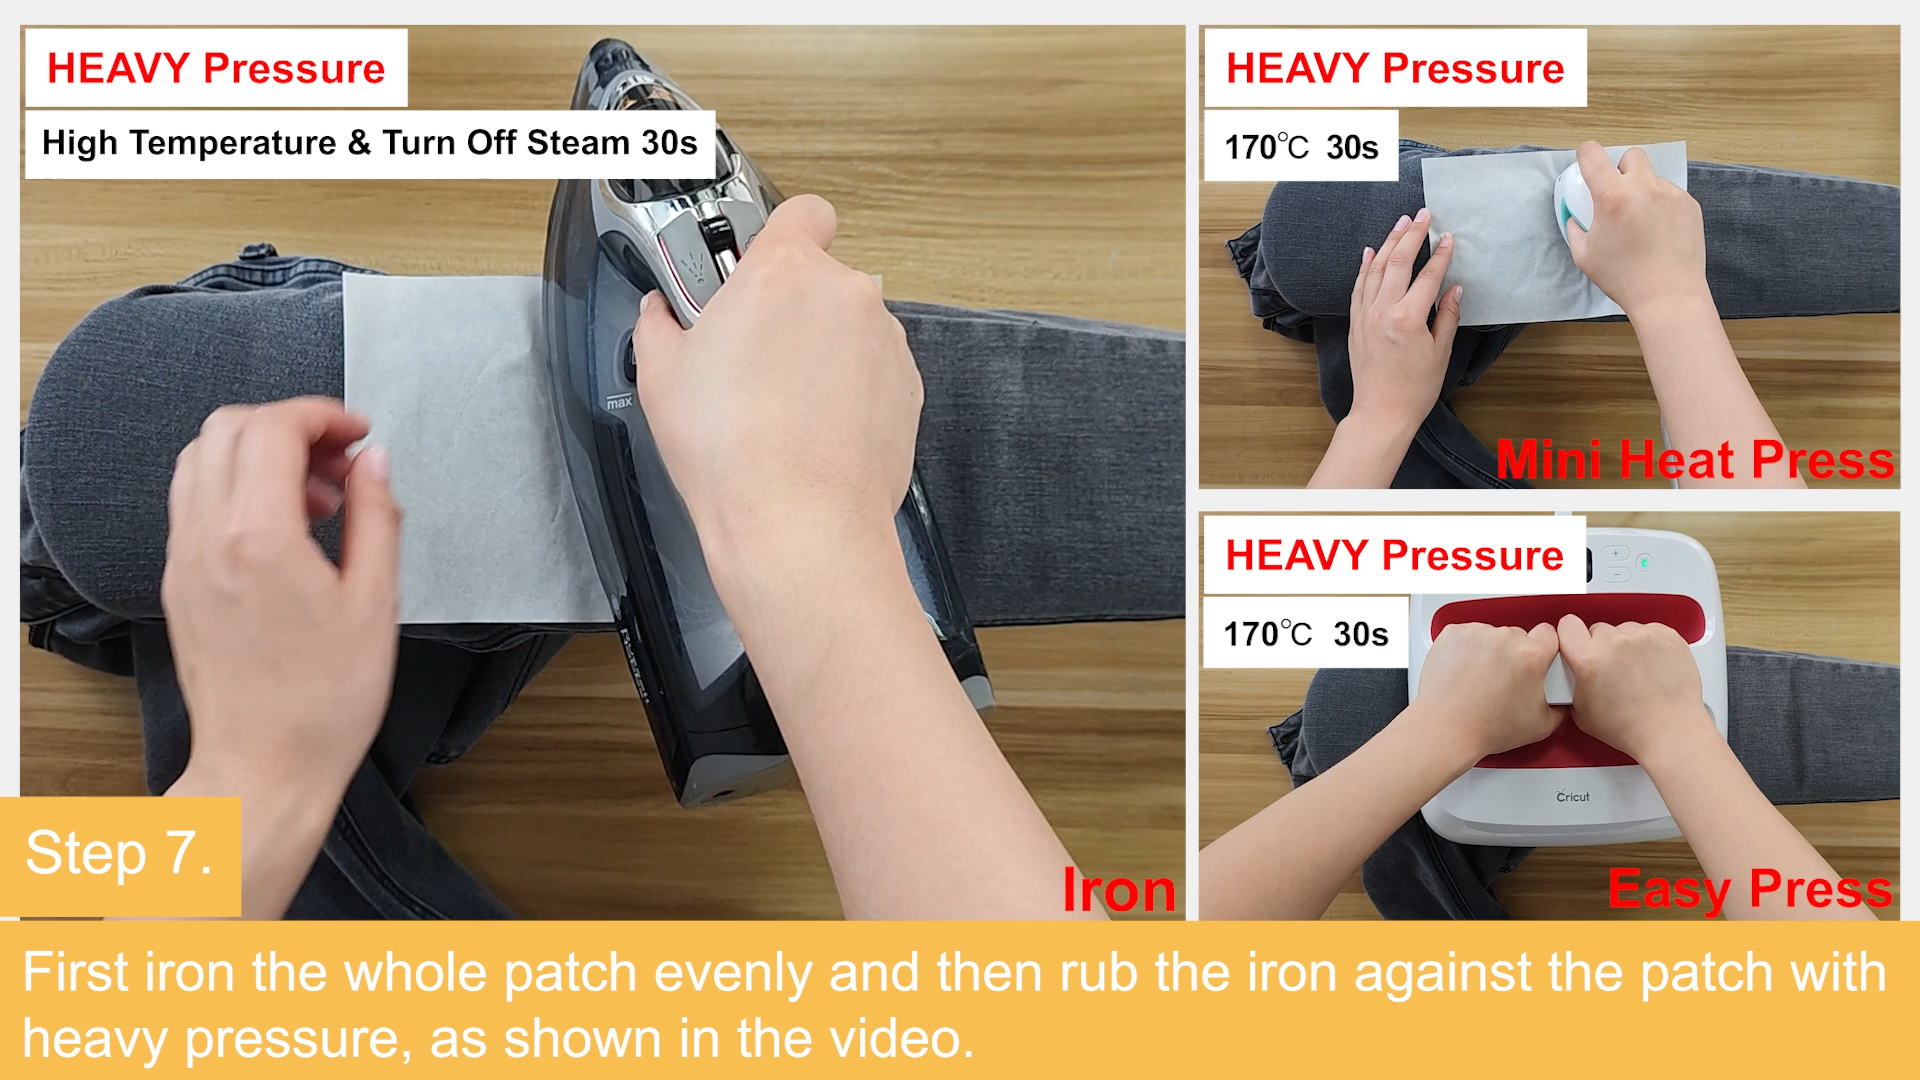 HEAVY Pressure
High Temperature & Turn Off Steam 30s
max
Iron
HEAVY Pressure
170℃ 30s
Mini Heat Press
HEAVY Pressure
170℃ 30s
Cricut
Easy Press
Step 7.
First iron the whole patch evenly and then rub the iron against the patch with
heavy pressure, as shown in the video.